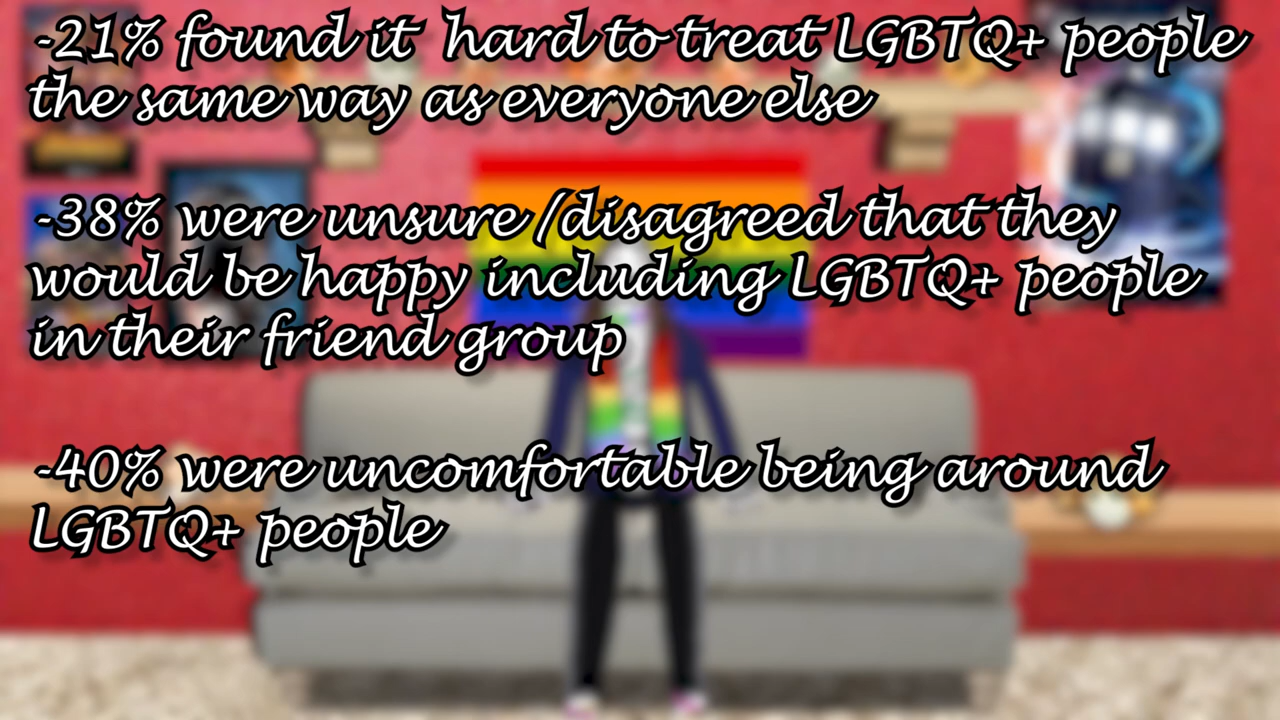 -21% found it hard to treat LGBTQ+ people
the same way as everyone else
-38% were unsure /disagreed that they
would be happy including LGBTQ+ people
in their friend group
-40% were uncomfortable being around
LGBTQ+ people